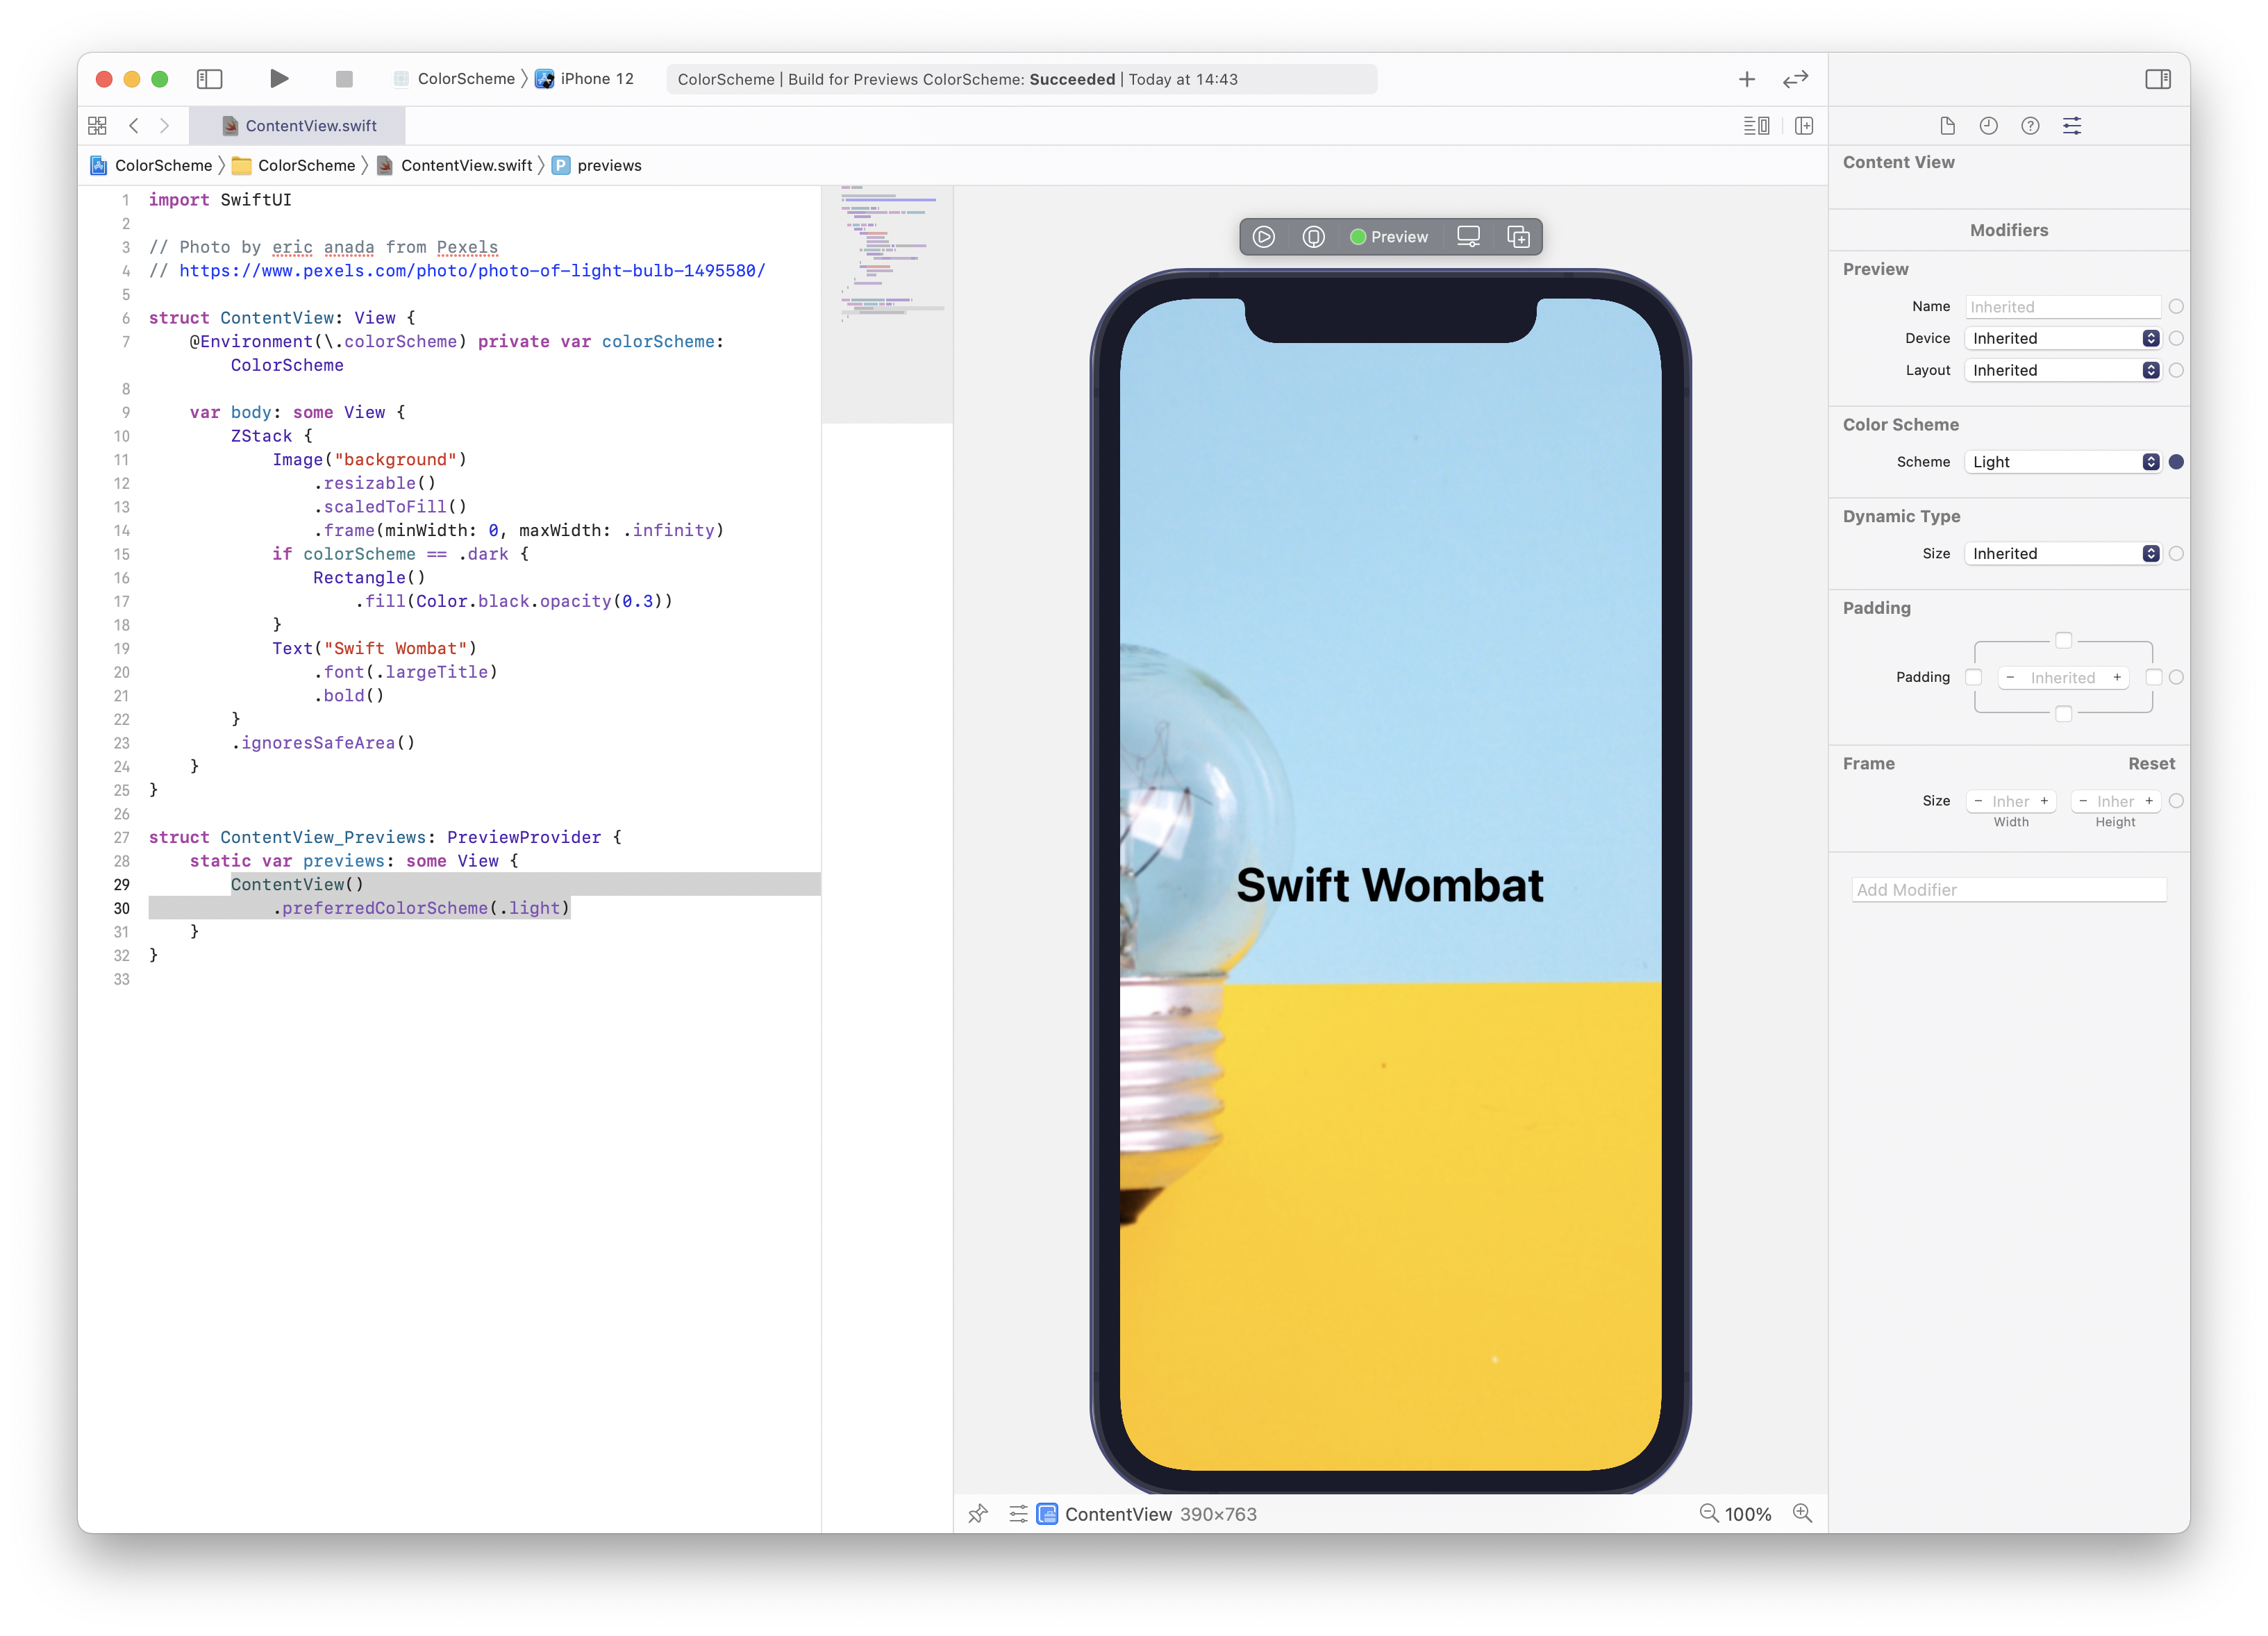 ColorScheme iPhone 12
ColorScheme | Build for Previews ColorScheme: Succeeded | Today at 14:43
ContentView.swift
ColorScheme ColorScheme ContentView.swift P previews
1 import SwiftUI
2
3 // Photo by eric anada from Pexels
4 // https://www.pexels.com/photo/photo-of-light-bulb-1495580/
5
6 struct ContentView: View {
7 @Environment(\.colorScheme) private var colorScheme:
ColorScheme
8
9 var body: some View {
10 ZStack {
11 Image("background")
12 .resizable()
13 .scaledToFill()
14 .frame(minWidth: 0, maxWidth: .infinity)
15 if colorScheme == .dark {
16 Rectangle()
17 .fill(Color.black.opacity(0.3))
18 }
19 Text("Swift Wombat")
20 .font(.largeTitle)
21 .bold()
22 }
23 .ignoresSafeArea()
24 }
25 }
26
27 struct ContentView_Previews: PreviewProvider {
28 static var previews: some View {
29 ContentView()
30 .preferredColorScheme(.light)
31 }
32 }
33
Preview
Swift Wombat
ContentView 390×763
100%
Content View
Modifiers
Preview
Name Inherited
Device Inherited
Layout Inherited
Color Scheme
Scheme Light
Dynamic Type
Size Inherited
Padding
Padding - Inherited +
Frame Reset
Size - Inher + - Inher +
Width Height
Add Modifier